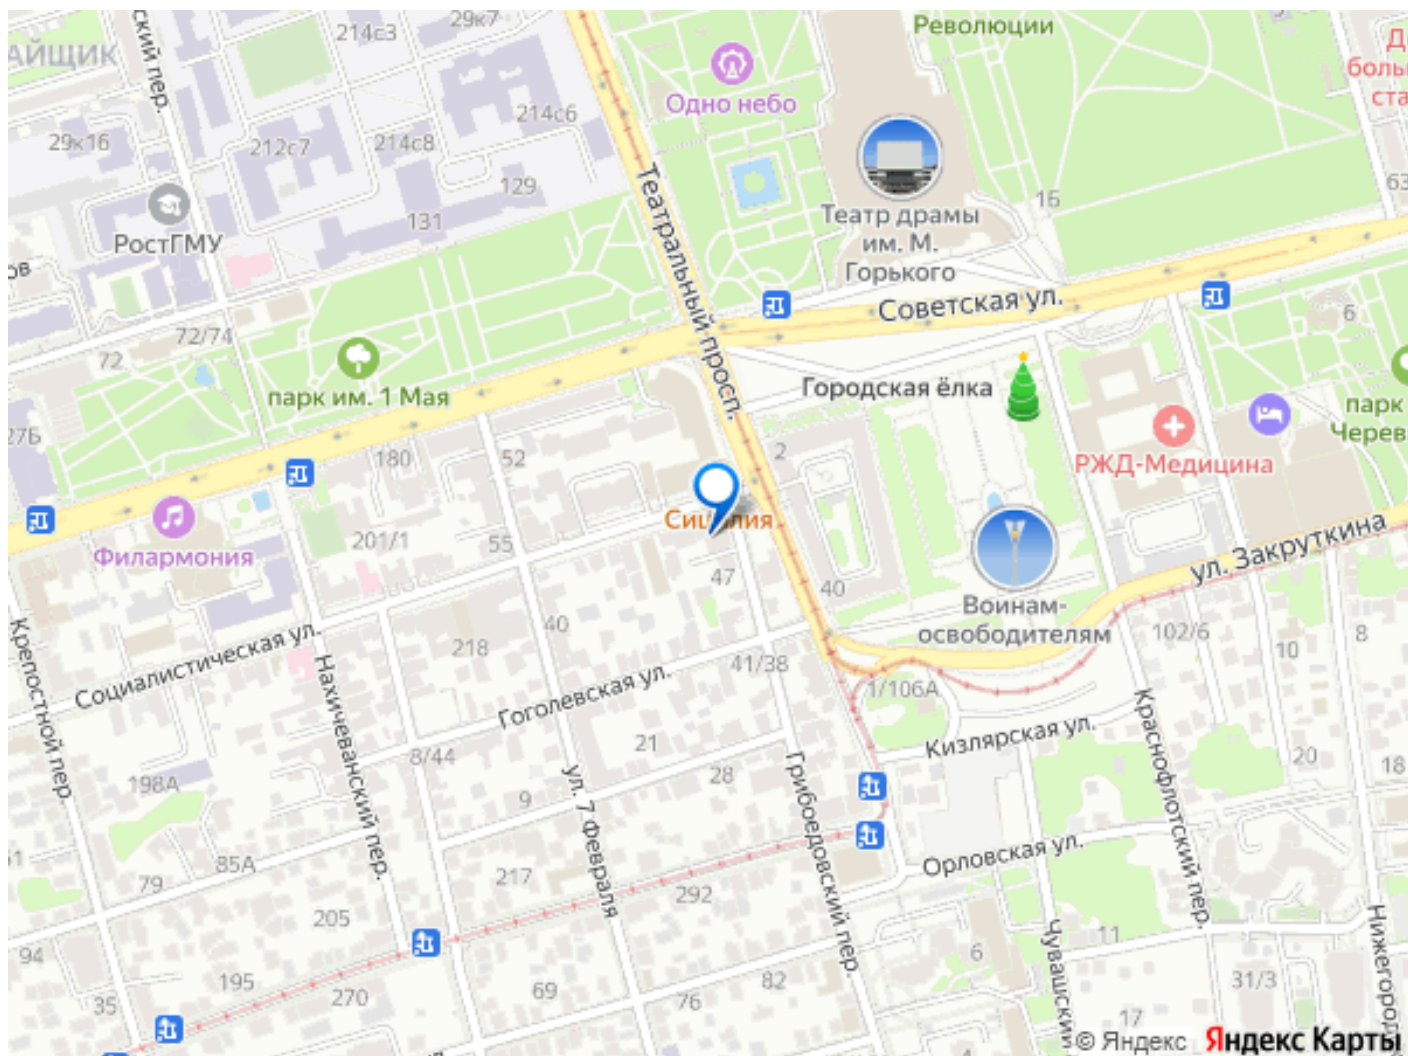 АЙЩИК
ский пер.
214с3
29к7
Революции
Одно небо
боль
ста
29к16
212с7
214с8
214с6
129
131
РостГМУ
Театральный просп.
Театр драмы
им. М.
Горького
1Б
63
ов
72/74
72
Советская ул.
6
парк им. 1 Мая
Городская ёлка
парк
Черев
27Б
180
52
2
РЖД-Медицина
Сицилия
Филармония
201/1
55
47
40
ул. Закруткина
Воинам-
освободителям
102/6
8
10
Крепостной пер.
Социалистическая ул.
218
40
41/38
1/106А
Нахичеванский пер.
Гоголевская ул.
Кизлярская ул.
Краснофлотский пер.
8/44
21
28
20
18
198А
9
ул. 7 февраля
Грибоедовский пер.
Орловская ул.
51
79
85А
217
292
205
94
11
6
Чувашский
Нижегород
35
195
270
69
76
82
31/3
17
© Яндекс
Яндекс Карты